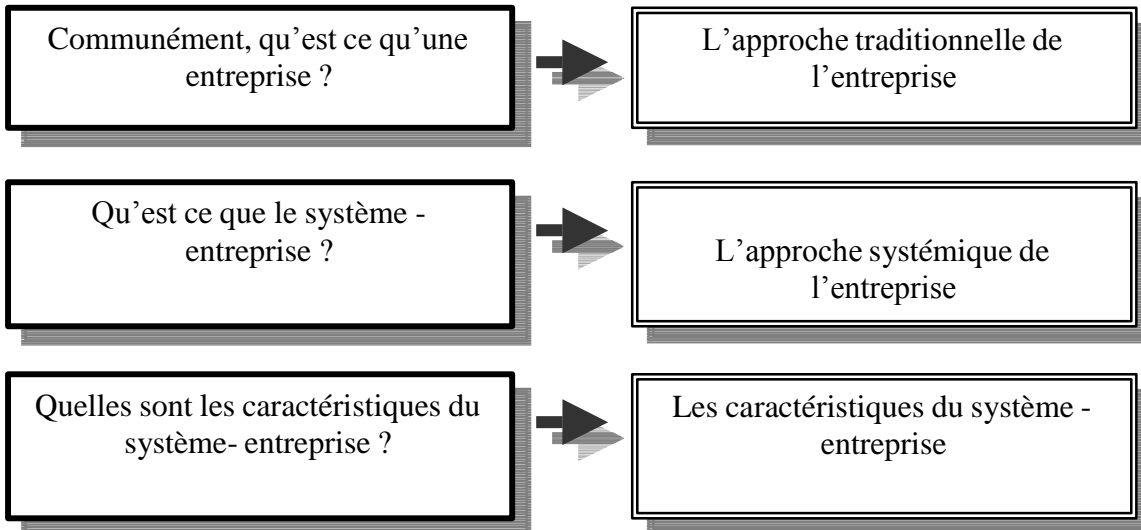 Communément, qu’est ce qu’une
entreprise ?
L’approche traditionnelle de
l’entreprise
Qu’est ce que le système -
entreprise ?
L’approche systémique de
l’entreprise
Quelles sont les caractéristiques du
système- entreprise ?
Les caractéristiques du système -
entreprise